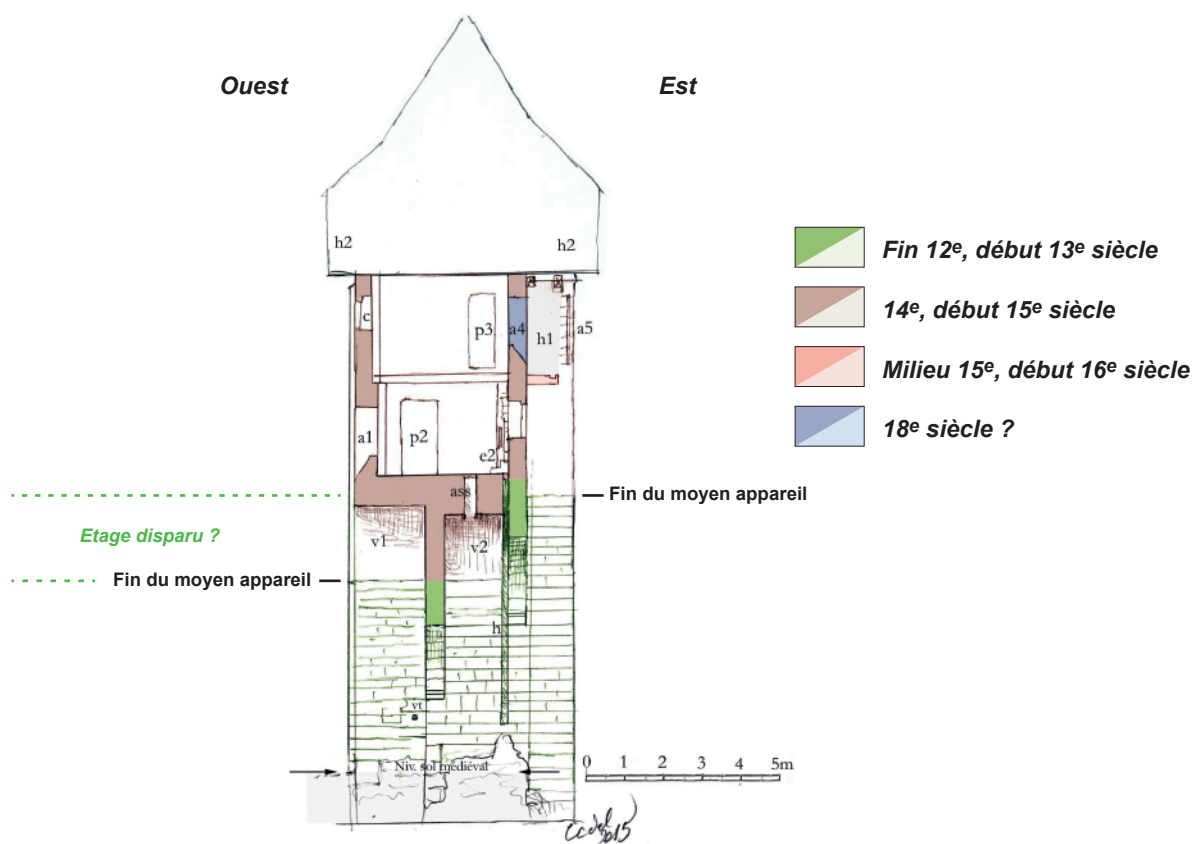 Ouest
Est
h2
h2
Fin 12e, début 13e siècle
14e, début 15e siècle
Milieu 15e, début 16e siècle
18e siècle ?
c
p3
a4
h1
a5
a1
p2
e2
ass
Fin du moyen appareil
Etage disparu ?
v1
v2
Fin du moyen appareil
h
vt
Niv. sol médiéval
0 1 2 3 4 5m
2015